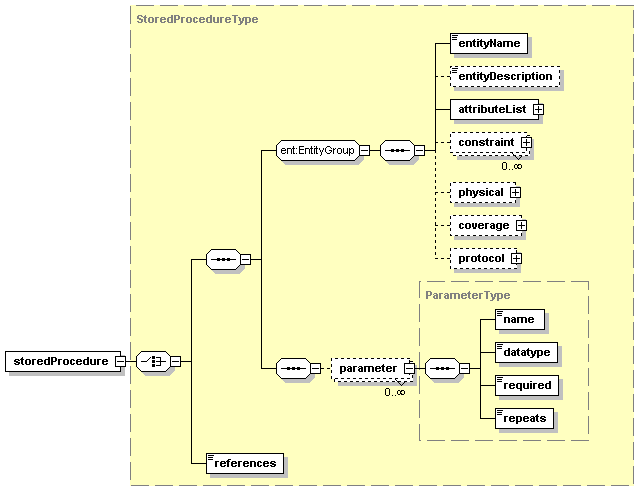 StoredProcedureType
entityName
entityDescription
attributeList
constraint
0..∞
ent:EntityGroup
physical
coverage
protocol
ParameterType
name
datatype
required
repeats
parameter
0..∞
storedProcedure
references